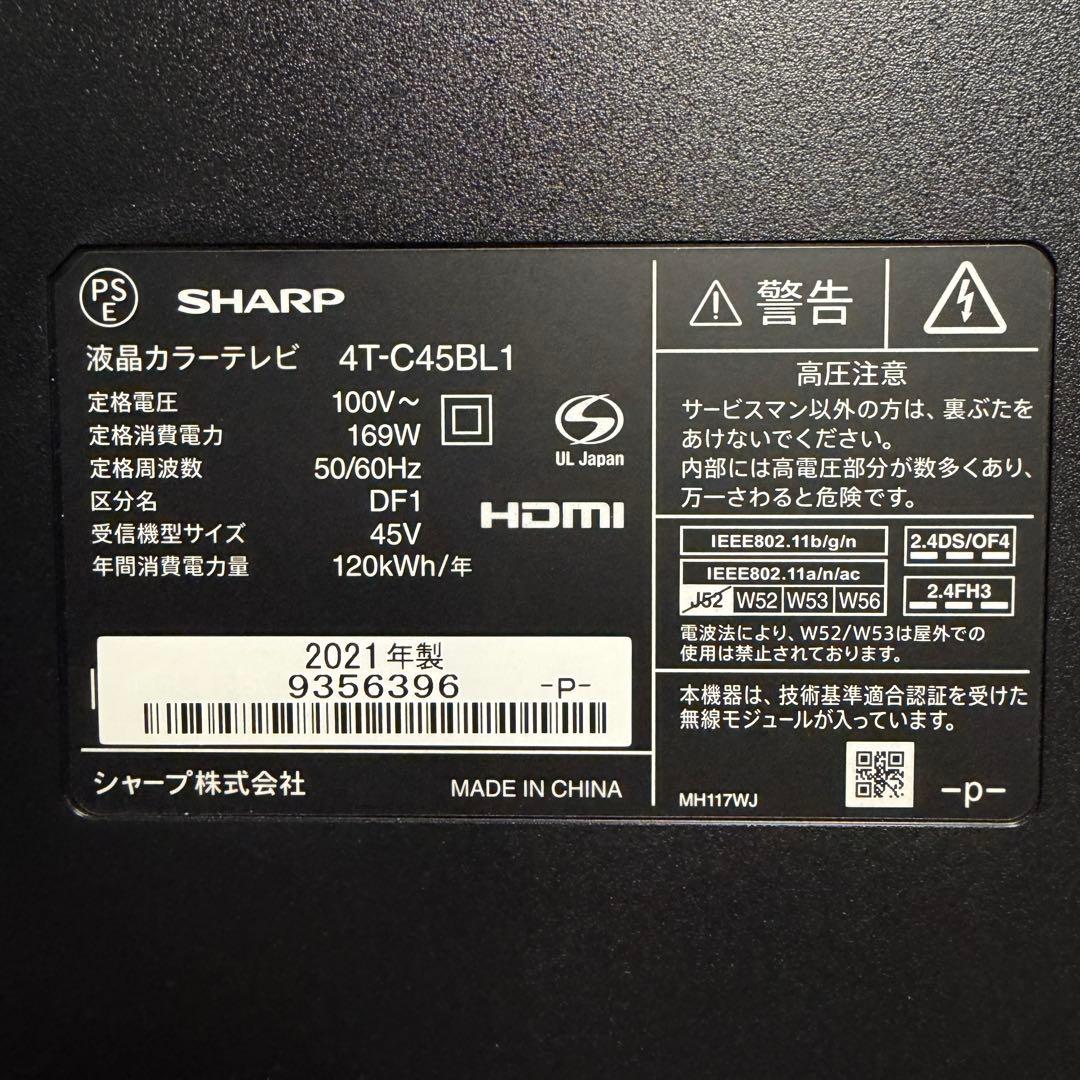 PS
E
SHARP
液晶カラーテレビ 4T-C45BL1
定格電圧 100V～
定格消費電力 169W
定格周波数 50/60Hz
区分名 DF1
受信機型サイズ 45V
年間消費電力量 120kWh/年
UL Japan
HDMI
2021年製
9356396 -P-
シャープ株式会社 MADE IN CHINA
警告
高圧注意
サービスマン以外の方は、裏ぶたを
あけないでください。
内部には高電圧部分が数多くあり、
万一さわると危険です。
IEEE802.11b/g/n
IEEE802.11a/n/ac
J52 W52 W53 W56
2.4DS/OF4
2.4FH3
電波法により、W52/W53は屋外での
使用は禁止されております。
本機器は、技術基準適合認証を受けた
無線モジュールが入っています。
MH117WJ -p-